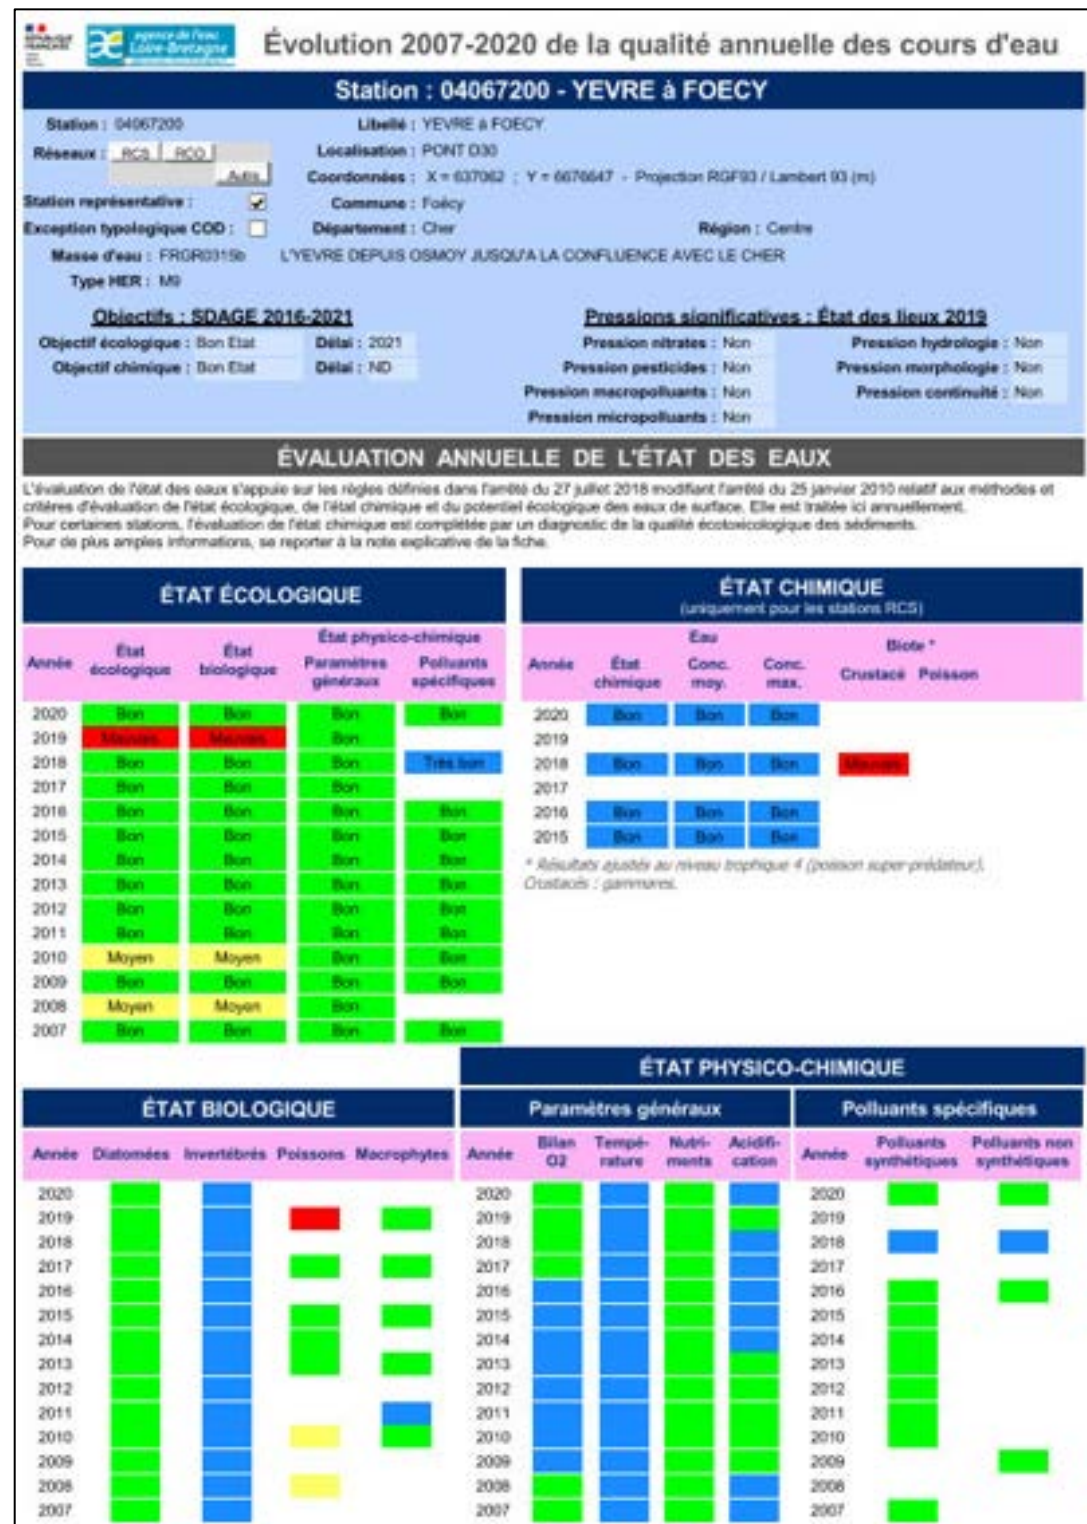 RÉPUBLIQUE FRANÇAISE
agence de l'eau
Loire-Bretagne
Évolution 2007-2020 de la qualité annuelle des cours d'eau
Station : 04067200 - YEVRE à FOECY
Station : 04067200 Libellé : YEVRE à FOECY
Réseaux : RCS RCO Localisation : PONT D30
Autre Coordonnées : X = 637062 ; Y = 6676647 - Projection RGF93 / Lambert 93 (m)
Station représentative : Commune : Foëcy
Exception typologique COD : Département : Cher Région : Centre
Masse d'eau : FRGR0315b L'YEVRE DEPUIS OSMOY JUSQU'A LA CONFLUENCE AVEC LE CHER
Type HER : M9
Objectifs : SDAGE 2016-2021 Pressions significatives : État des lieux 2019
Objectif écologique : Bon Etat Délai : 2021 Pression nitrates : Non Pression hydrologie : Non
Objectif chimique : Bon Etat Délai : ND Pression pesticides : Non Pression morphologie : Non
Pression macropolluants : Non Pression continuité : Non
Pression micropolluants : Non
ÉVALUATION ANNUELLE DE L'ÉTAT DES EAUX
L'évaluation de l'état des eaux s'appuie sur les règles définies dans l'arrêté du 27 juillet 2018 modifiant l'arrêté du 25 janvier 2010 relatif aux méthodes et
critères d'évaluation de l'état écologique, de l'état chimique et du potentiel écologique des eaux de surface. Elle est traitée ici annuellement.
Pour certaines stations, l'évaluation de l'état chimique est complétée par un diagnostic de la qualité écotoxicologique des sédiments.
Pour de plus amples informations, se reporter à la note explicative de la fiche.
ÉTAT ÉCOLOGIQUE
Année État écologique État biologique État physico-chimique
Paramètres généraux Polluants spécifiques
2020 Bon Bon Bon Bon
2019 Mauvais Mauvais Bon
2018 Bon Bon Bon Très bon
2017 Bon Bon Bon
2016 Bon Bon Bon Bon
2015 Bon Bon Bon Bon
2014 Bon Bon Bon Bon
2013 Bon Bon Bon Bon
2012 Bon Bon Bon Bon
2011 Bon Bon Bon Bon
2010 Moyen Moyen Bon Bon
2009 Bon Bon Bon Bon
2008 Moyen Moyen Bon
2007 Bon Bon Bon Bon
ÉTAT CHIMIQUE
(uniquement pour les stations RCS)
Eau Biote *
Année État chimique Conc. moy. Conc. max. Crustacé Poisson
2020 Bon Bon Bon
2019
2018 Bon Bon Bon Mauvais
2017
2016 Bon Bon Bon
2015 Bon Bon Bon
* Résultats ajustés au niveau trophique 4 (poisson super-prédateur).
Crustacés : gammares.
ÉTAT PHYSICO-CHIMIQUE
ÉTAT BIOLOGIQUE Paramètres généraux Polluants spécifiques
Année Diatomées Invertébrés Poissons Macrophytes Année Bilan O2 Tempé-rature Nutri-ments Acidifi-cation Année Polluants synthétiques Polluants non synthétiques
2020 2020 2020
2019 2019 2019
2018 2018 2018
2017 2017 2017
2016 2016 2016
2015 2015 2015
2014 2014 2014
2013 2013 2013
2012 2012 2012
2011 2011 2011
2010 2010 2010
2009 2009 2009
2008 2008 2008
2007 2007 2007